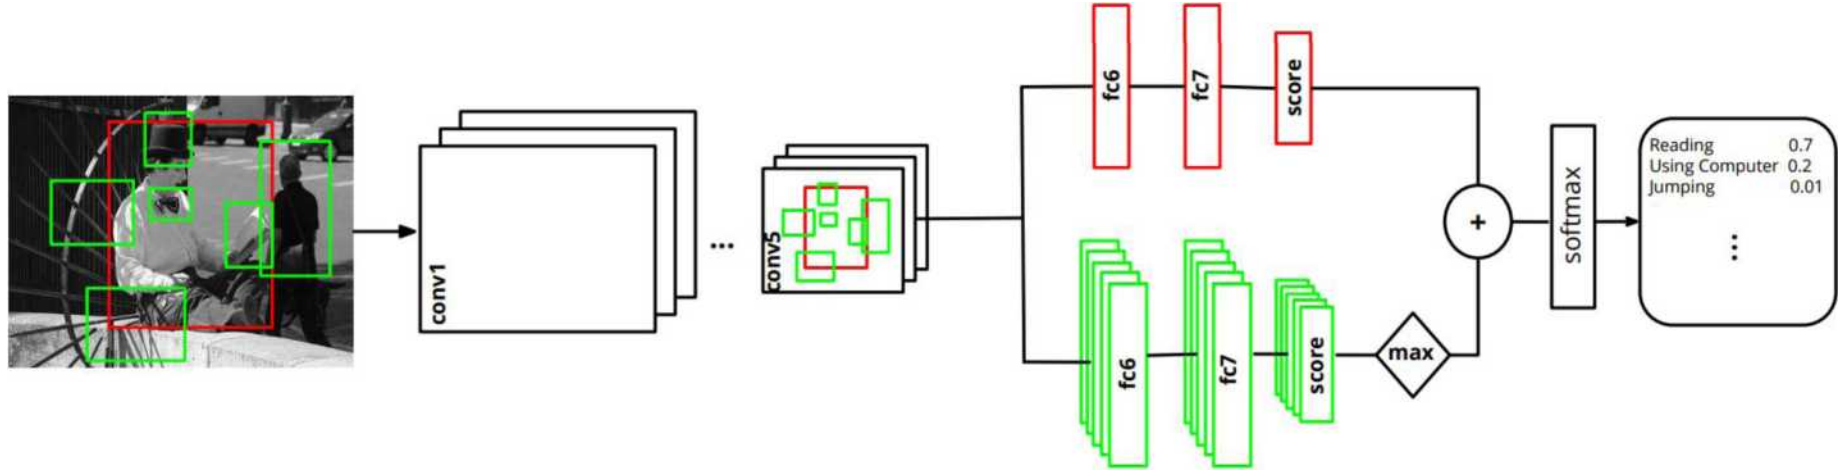 conv1
...
conv5
fc6
fc7
score
fc6
fc7
score
max
+
softmax
Reading 0.7
Using Computer 0.2
Jumping 0.01
⋮